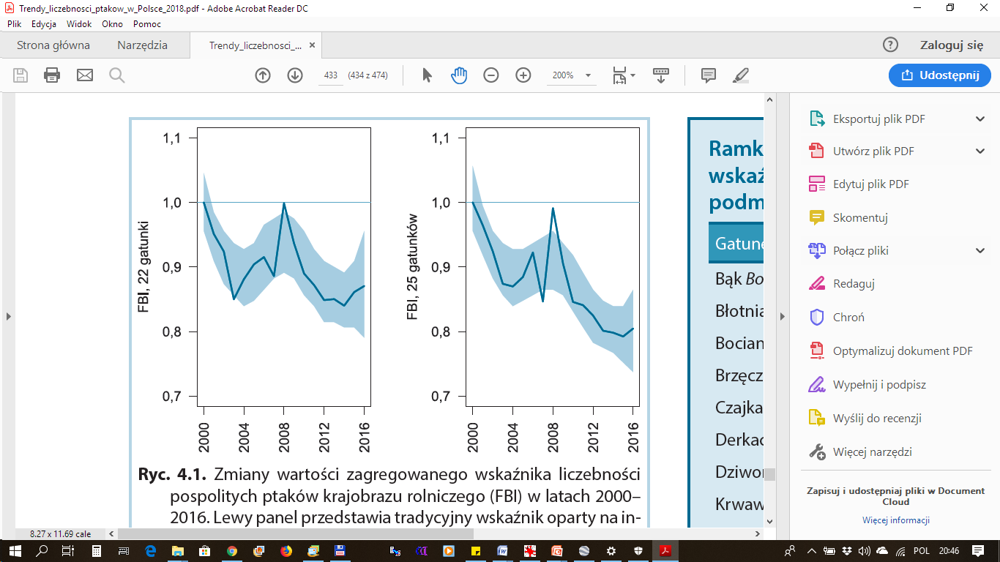 Trendy_liczebnosci_ptakow_w_Polsce_2018.pdf - Adobe Acrobat Reader DC
Plik Edycja Widok Okno Pomoc
Strona główna Narzędzia Trendy_liczebnosci_... × Zaloguj się
433 (434 z 474) 200% Udostępnij
1,1
1,0
0,9
0,8
0,7
FBI, 22 gatunki
2000 2004 2008 2012 2016
1,1
1,0
0,9
0,8
0,7
FBI, 25 gatunków
2000 2004 2008 2012 2016
Ryc. 4.1. Zmiany wartości zagregowanego wskaźnika liczebności
pospolitych ptaków krajobrazu rolniczego (FBI) w latach 2000–
2016. Lewy panel przedstawia tradycyjny wskaźnik oparty na in-
Ramk
wskaź
podm
Gatune
Bąk Bo
Błotnia
Bocian
Brzęcz
Czajka
Derkac
Dziwor
Krwaw
Eksportuj plik PDF
Utwórz plik PDF
Edytuj plik PDF
Skomentuj
Połącz pliki
Redaguj
Chroń
Optymalizuj dokument PDF
Wypełnij i podpisz
Wyślij do recenzji
Więcej narzędzi
Zapisuj i udostępniaj pliki w Document
Cloud
Więcej informacji
8.27 x 11.69 cale
POL 20:46